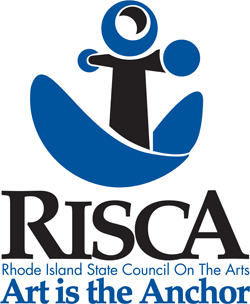 RISCA
Rhode Island State Council On The Arts
Art is the Anchor